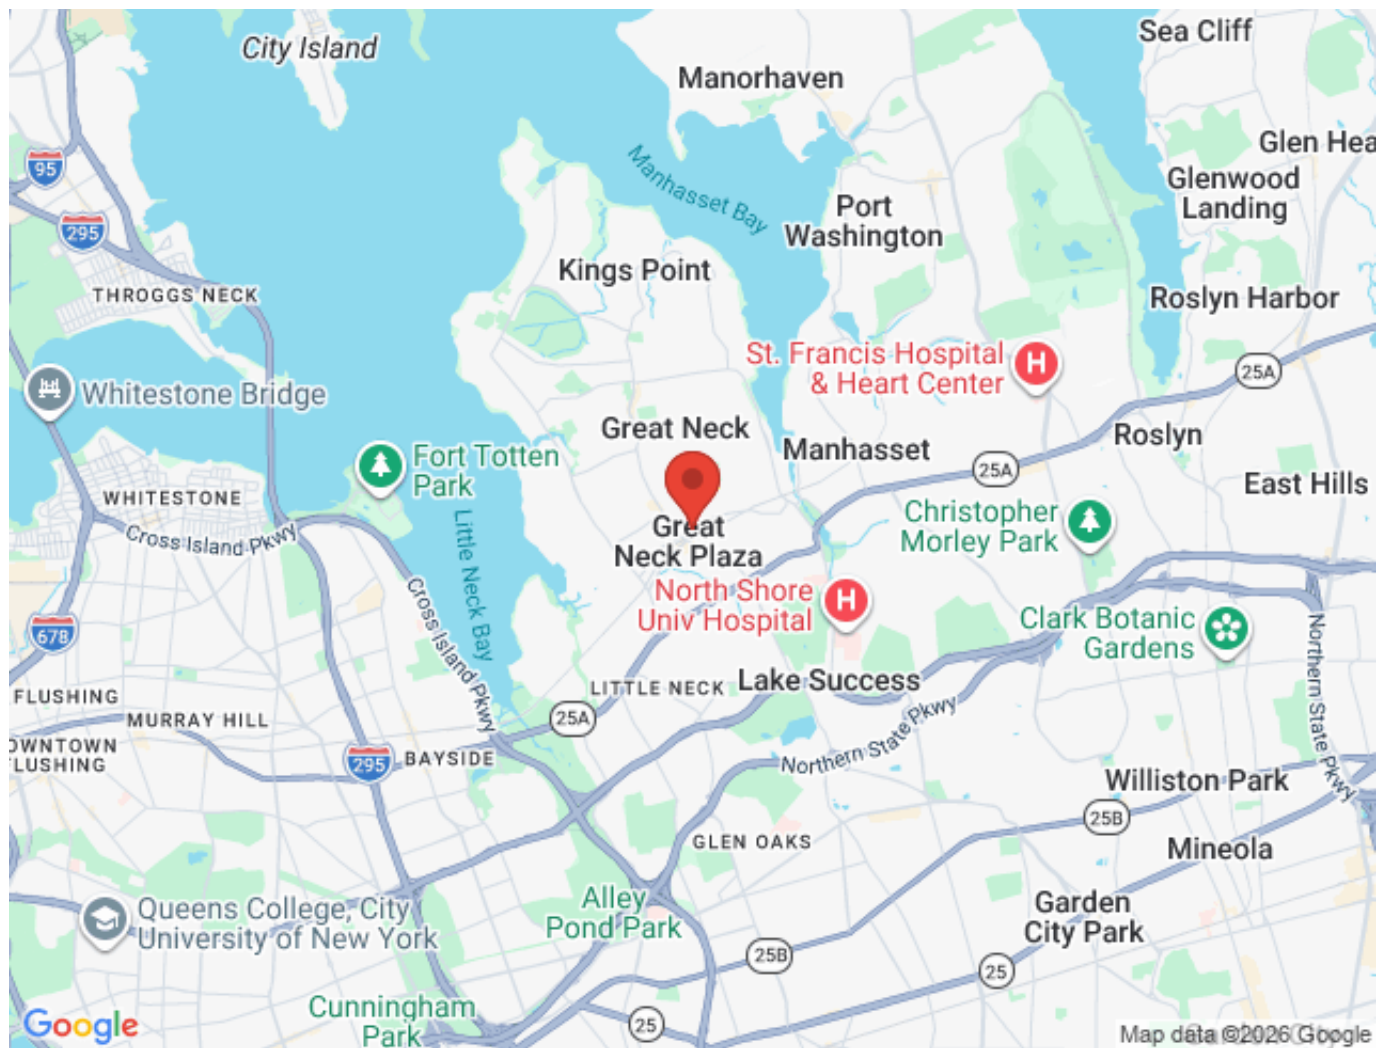 City Island
Sea Cliff
Manorhaven
Glen Hea
95
Manhasset Bay
Glenwood
Landing
Port
Washington
295
Kings Point
THROGGS NECK
Roslyn Harbor
St. Francis Hospital
& Heart Center
H
25A
Whitestone Bridge
Great Neck
Manhasset
Roslyn
Fort Totten
Park
25A
East Hills
WHITESTONE
Cross Island Pkwy
Little Neck Bay
Great
Neck Plaza
Christopher
Morley Park
North Shore
Univ Hospital
H
Cross Island Pkwy
678
Clark Botanic
Gardens
Northern State Pkwy
FLUSHING
MURRAY HILL
LITTLE NECK
Lake Success
25A
Northern State Pkwy
OWNTOWN
LUSHING
295
BAYSIDE
Williston Park
25B
GLEN OAKS
Mineola
Queens College, City
University of New York
Alley
Pond Park
Garden
City Park
25B
25
Cunningham
Park
25
Google
Map data ©2026 Google